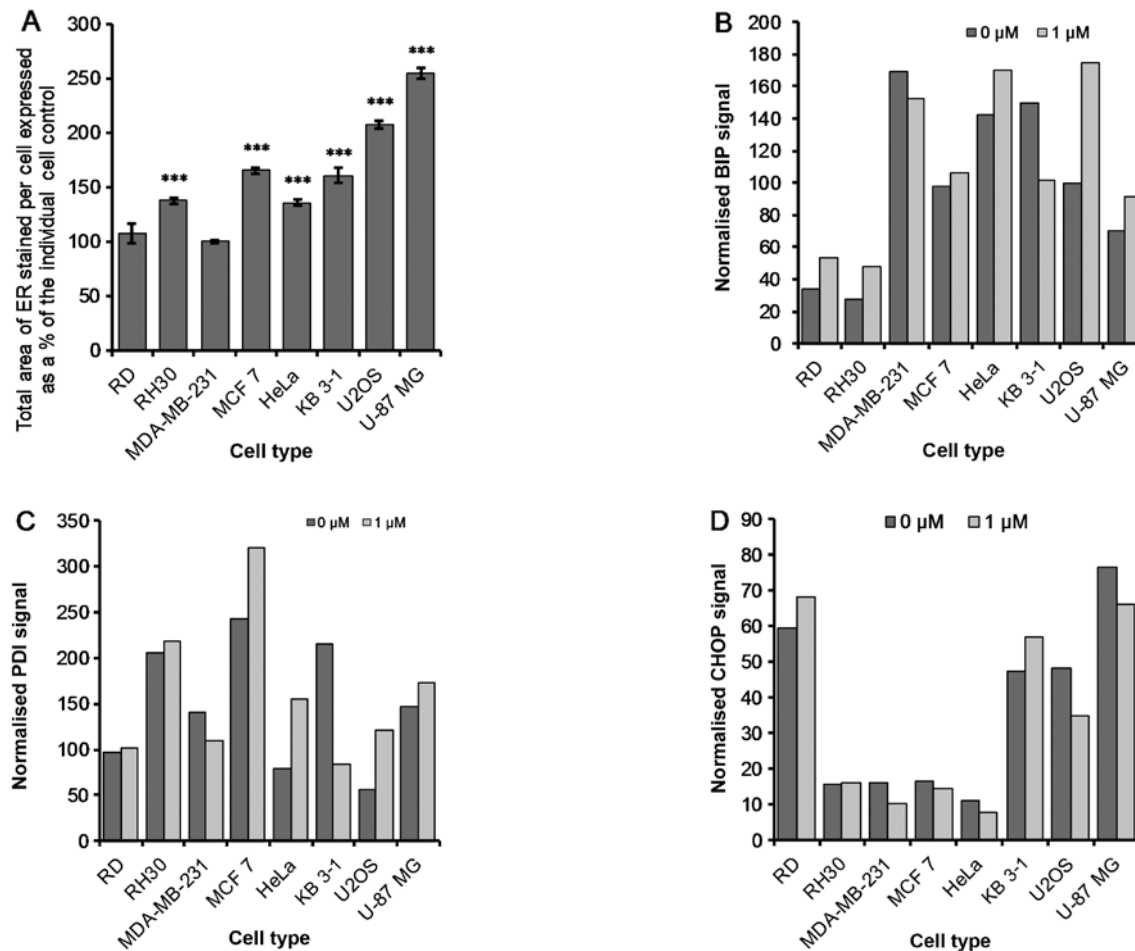 A
Total area of ER stained per cell expressed
as a % of the individual cell control
300
250
200
150
100
50
0
***
***
***
***
***
***
RD
RH30
MDA-MB-231
MCF 7
HeLa
KB 3-1
U2OS
U-87 MG
Cell type
B
0 µM
1 µM
Normalised BIP signal
200
180
160
140
120
100
80
60
40
20
0
RD
RH30
MDA-MB-231
MCF 7
HeLa
KB 3-1
U2OS
U-87 MG
Cell type
C
0 µM
1 µM
Normalised PDI signal
350
300
250
200
150
100
50
0
RD
RH30
MDA-MB-231
MCF 7
HeLa
KB 3-1
U2OS
U-87 MG
Cell type
D
0 µM
1 µM
Normalised CHOP signal
90
80
70
60
50
40
30
20
10
0
RD
RH30
MDA-MB-231
MCF 7
HeLa
KB 3-1
U2OS
U-87 MG
Cell type